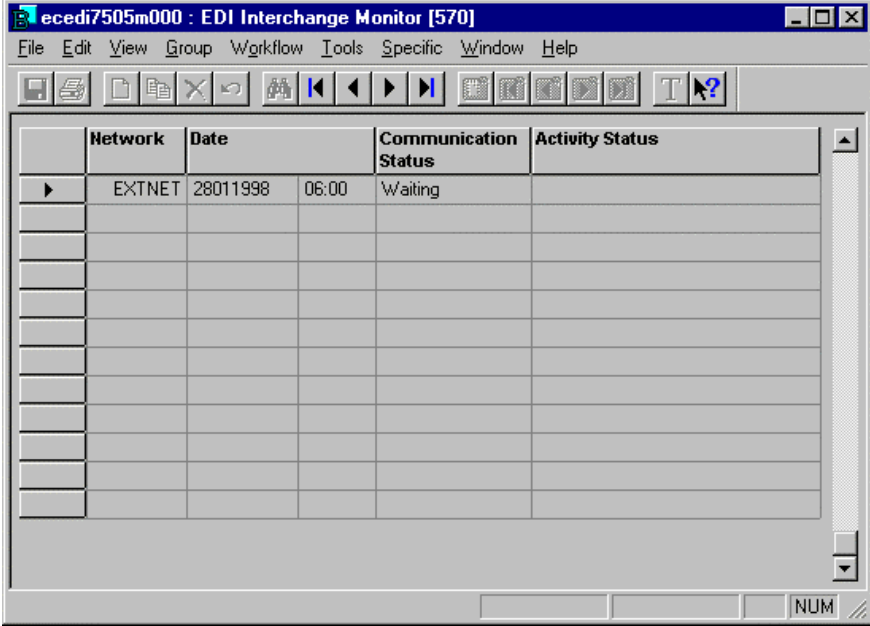 ecedi7505m000 : EDI Interchange Monitor [570]
File Edit View Group Workflow Tools Specific Window Help
Network Date Communication Status Activity Status
EXTNET 28011998 06:00 Waiting
NUM